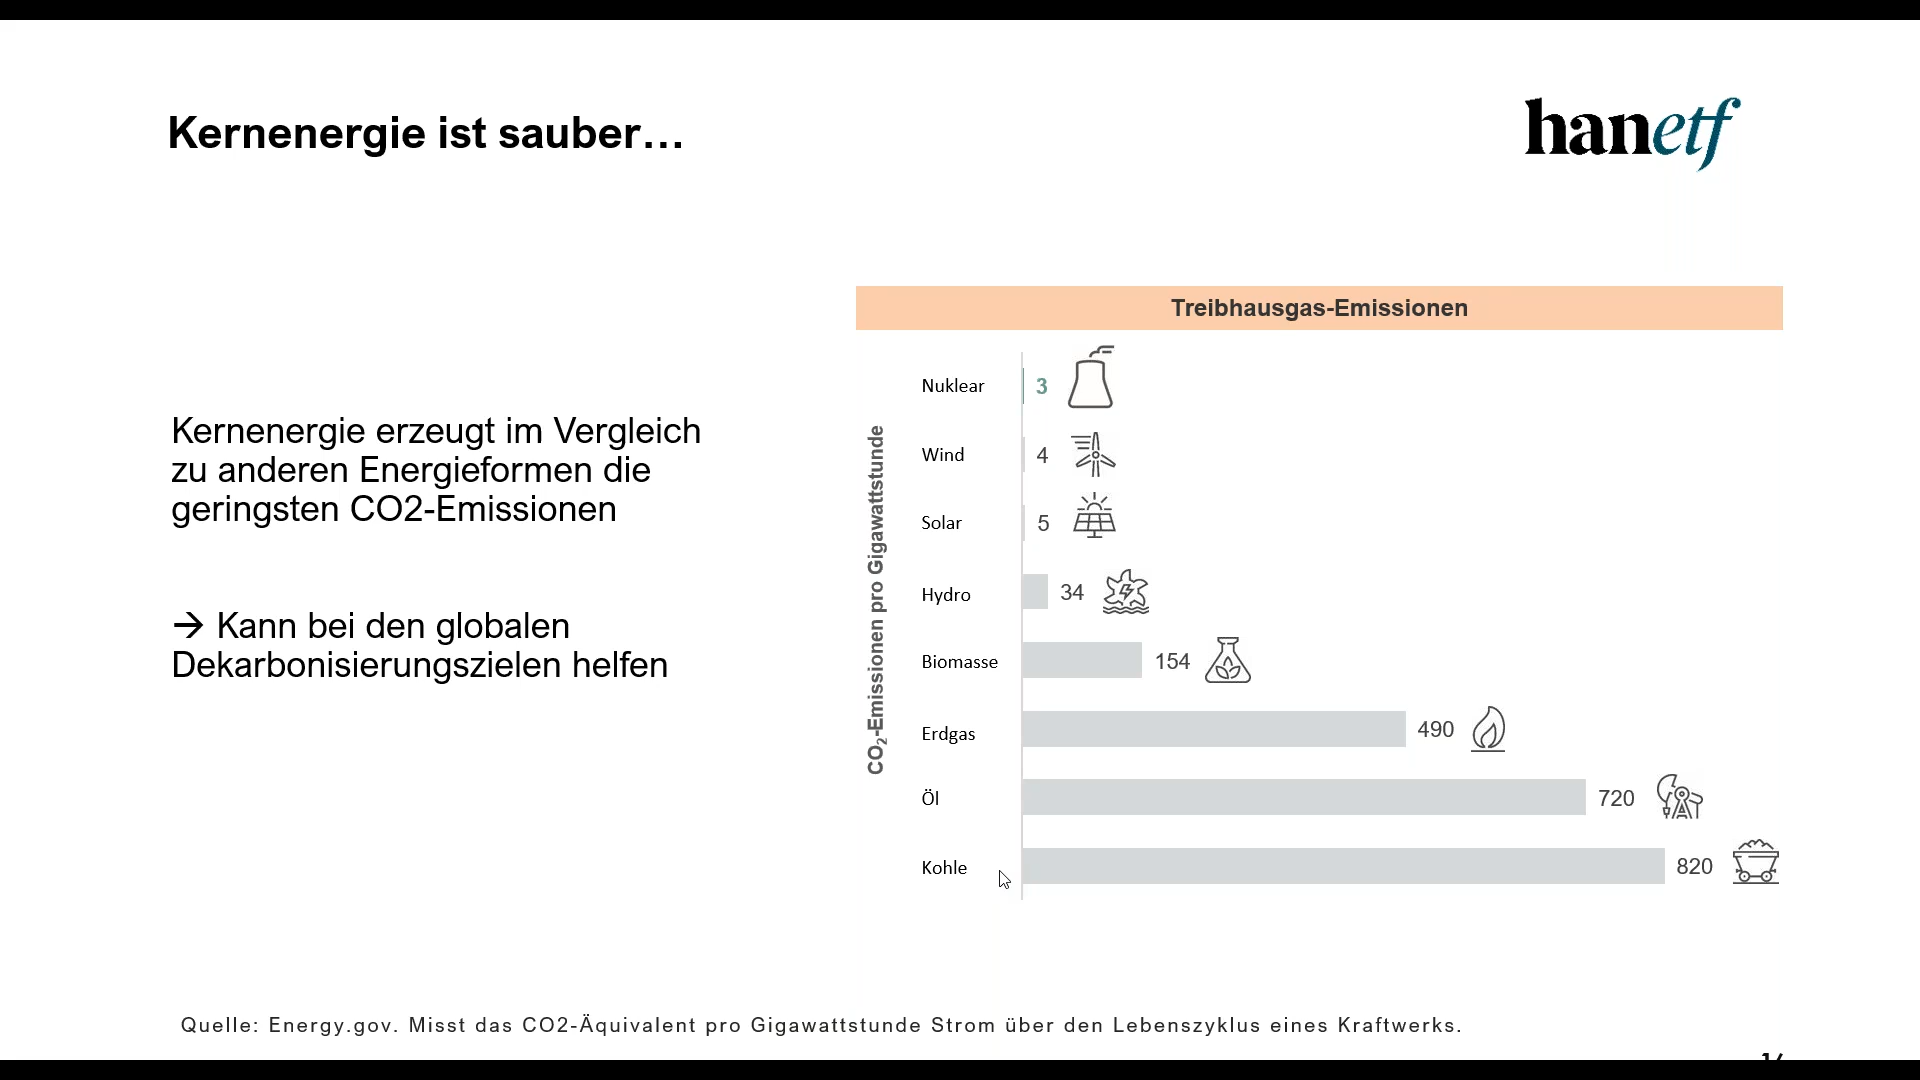 Kernenergie ist sauber…
hanetf
Kernenergie erzeugt im Vergleich
zu anderen Energieformen die
geringsten CO2-Emissionen
→ Kann bei den globalen
Dekarbonisierungszielen helfen
Treibhausgas-Emissionen
CO₂-Emissionen pro Gigawattstunde
Nuklear 3
Wind 4
Solar 5
Hydro 34
Biomasse 154
Erdgas 490
Öl 720
Kohle 820
Quelle: Energy.gov. Misst das CO2-Äquivalent pro Gigawattstunde Strom über den Lebenszyklus eines Kraftwerks.